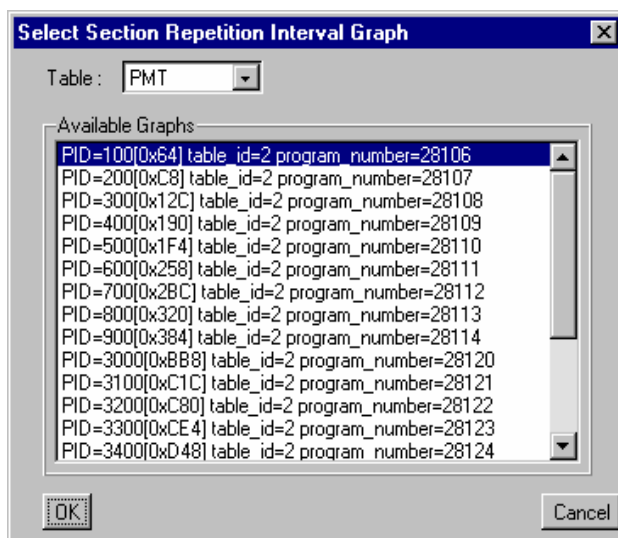 Select Section Repetition Interval Graph
Table : PMT
Available Graphs
PID=100[0x64] table_id=2 program_number=28106
PID=200[0xC8] table_id=2 program_number=28107
PID=300[0x12C] table_id=2 program_number=28108
PID=400[0x190] table_id=2 program_number=28109
PID=500[0x1F4] table_id=2 program_number=28110
PID=600[0x258] table_id=2 program_number=28111
PID=700[0x2BC] table_id=2 program_number=28112
PID=800[0x320] table_id=2 program_number=28113
PID=900[0x384] table_id=2 program_number=28114
PID=3000[0xBB8] table_id=2 program_number=28120
PID=3100[0xC1C] table_id=2 program_number=28121
PID=3200[0xC80] table_id=2 program_number=28122
PID=3300[0xCE4] table_id=2 program_number=28123
PID=3400[0xD48] table_id=2 program_number=28124
OK Cancel